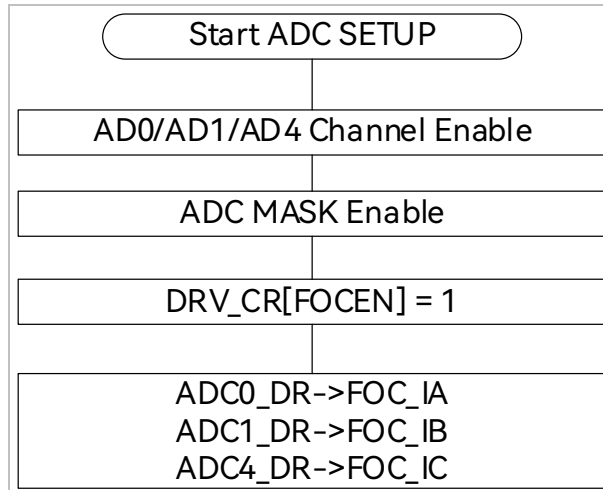 Start ADC SETUP
AD0/AD1/AD4 Channel Enable
ADC MASK Enable
DRV_CR[FOCEN] = 1
ADC0_DR->FOC_IA
ADC1_DR->FOC_IB
ADC4_DR->FOC_IC